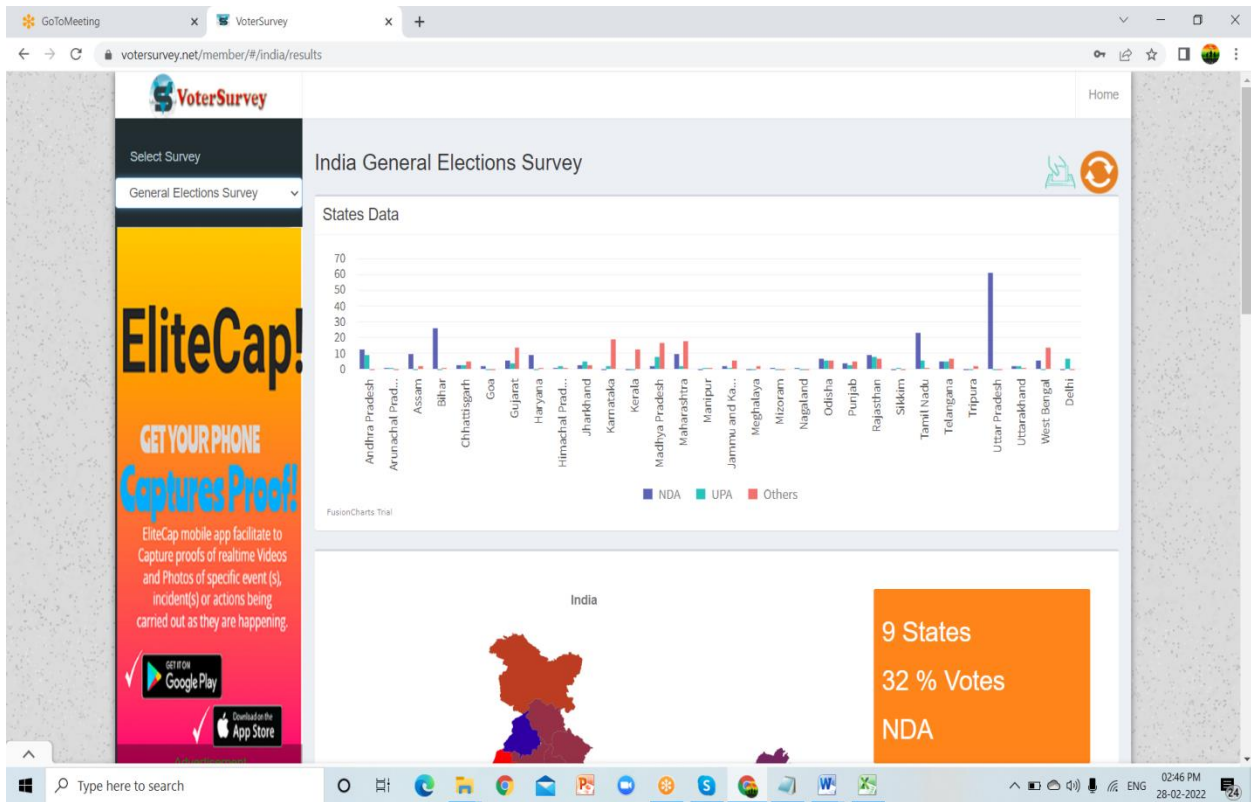 GoToMeeting
VoterSurvey
votersurvey.net/member/#/india/results
VoterSurvey
Home
Select Survey
General Elections Survey
India General Elections Survey
States Data
70
60
50
40
30
20
10
0
Andhra Pradesh
Arunachal Prad...
Assam
Bihar
Chhattisgarh
Goa
Gujarat
Haryana
Himachal Prad...
Jharkhand
Karnataka
Kerala
Madhya Pradesh
Maharashtra
Manipur
Jammu and Ka...
Meghalaya
Mizoram
Nagaland
Odisha
Punjab
Rajasthan
Sikkim
Tamil Nadu
Telangana
Tripura
Uttar Pradesh
Uttarakhand
West Bengal
Delhi
NDA UPA Others
FusionCharts Trial
EliteCap!
GET YOUR PHONE
Captures Proof!
EliteCap mobile app facilitate to
Capture proofs of realtime Videos
and Photos of specific event (s),
incident(s) or actions being
carried out as they are happening.
GET IT ON
Google Play
Download on the
App Store
Advertisement
India
9 States
32 % Votes
NDA
Type here to search
ENG
02:46 PM
28-02-2022
24